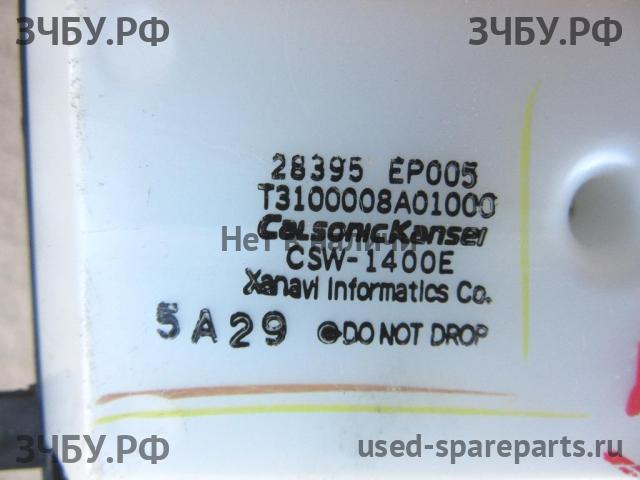 ЗЧБУ.РФ ЗЧБУ.РФ
28395 EP005
T3100008A01000
CalsonicKansei
Нет в наличии
CSW-1400E
Xanavi Informatics Co.
5A29 DO NOT DROP
ЗЧБУ.РФ used-spareparts.ru